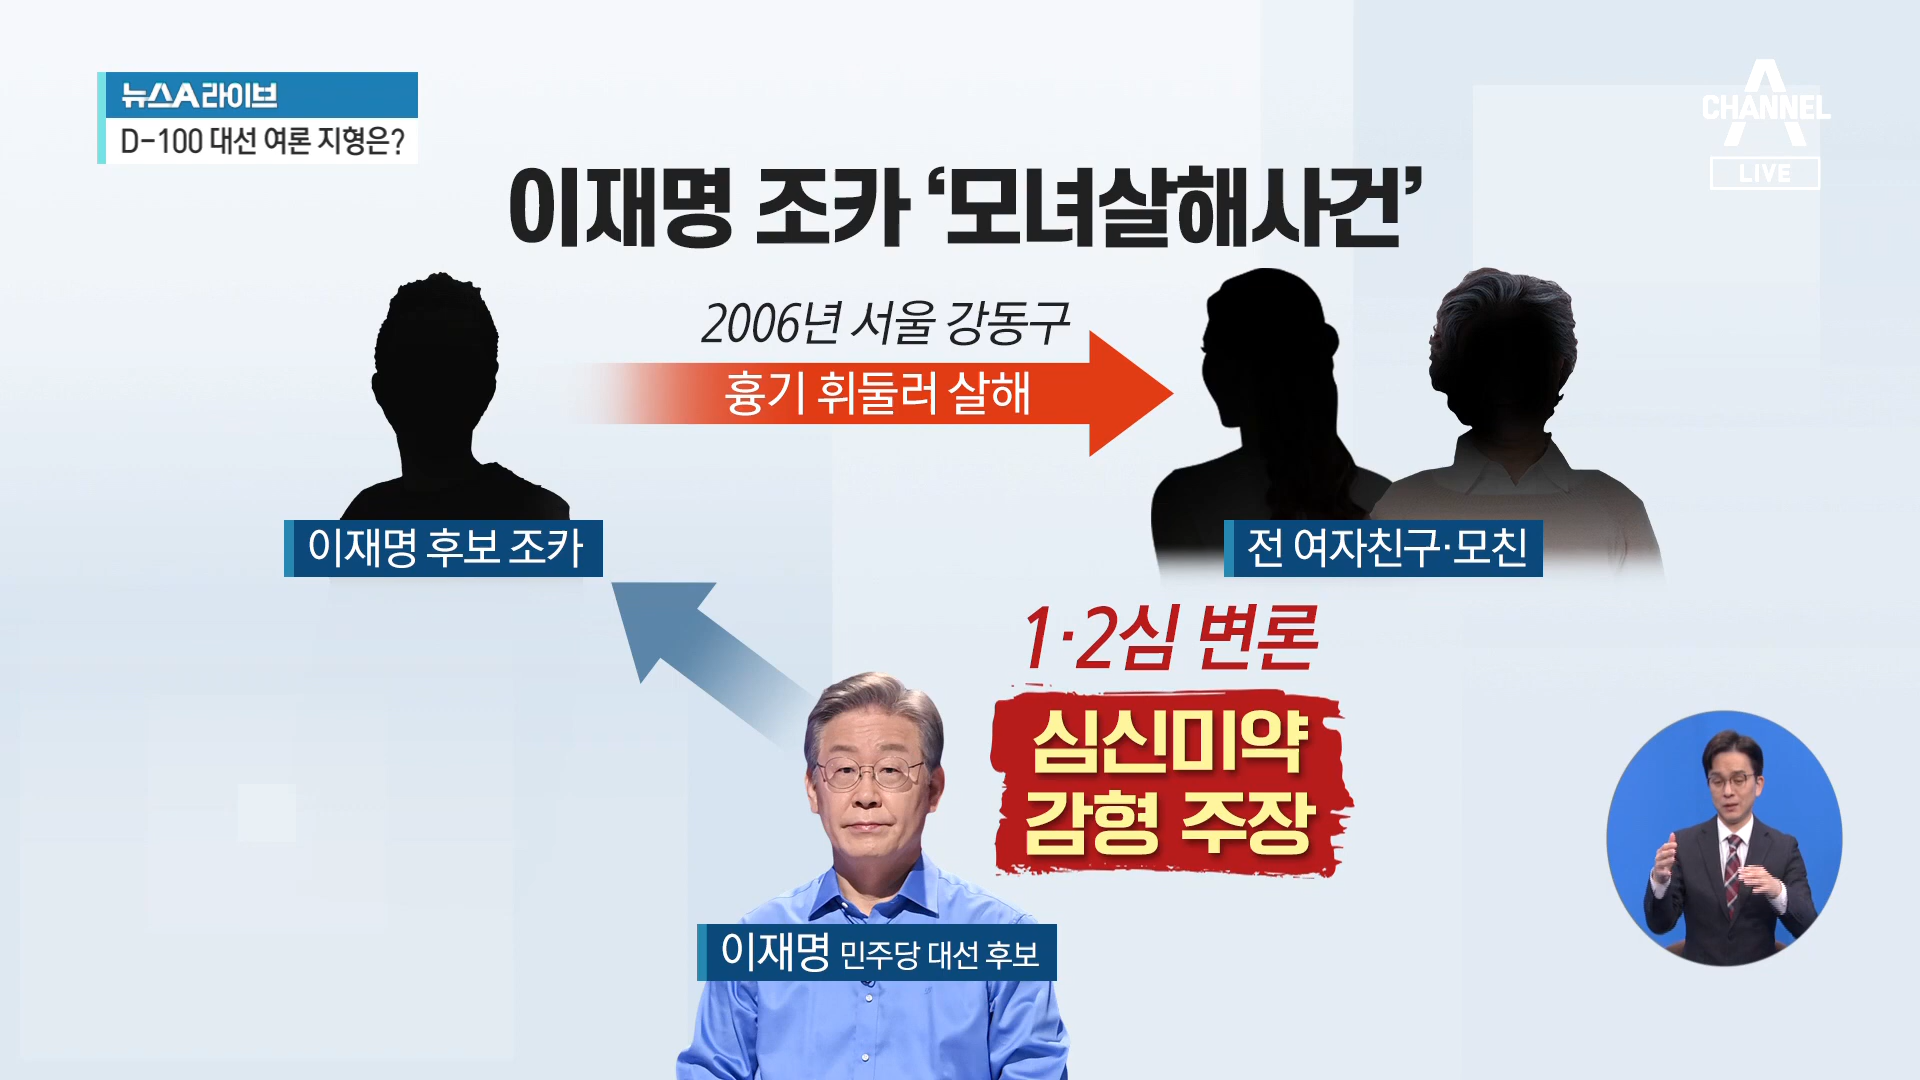 뉴스A 라이브
D-100 대선 여론 지형은?
CHANNEL A
LIVE
이재명 조카 ‘모녀살해사건’
2006년 서울 강동구
흉기 휘둘러 살해
이재명 후보 조카
전 여자친구·모친
1·2심 변론
심신미약
감형 주장
이재명 민주당 대선 후보